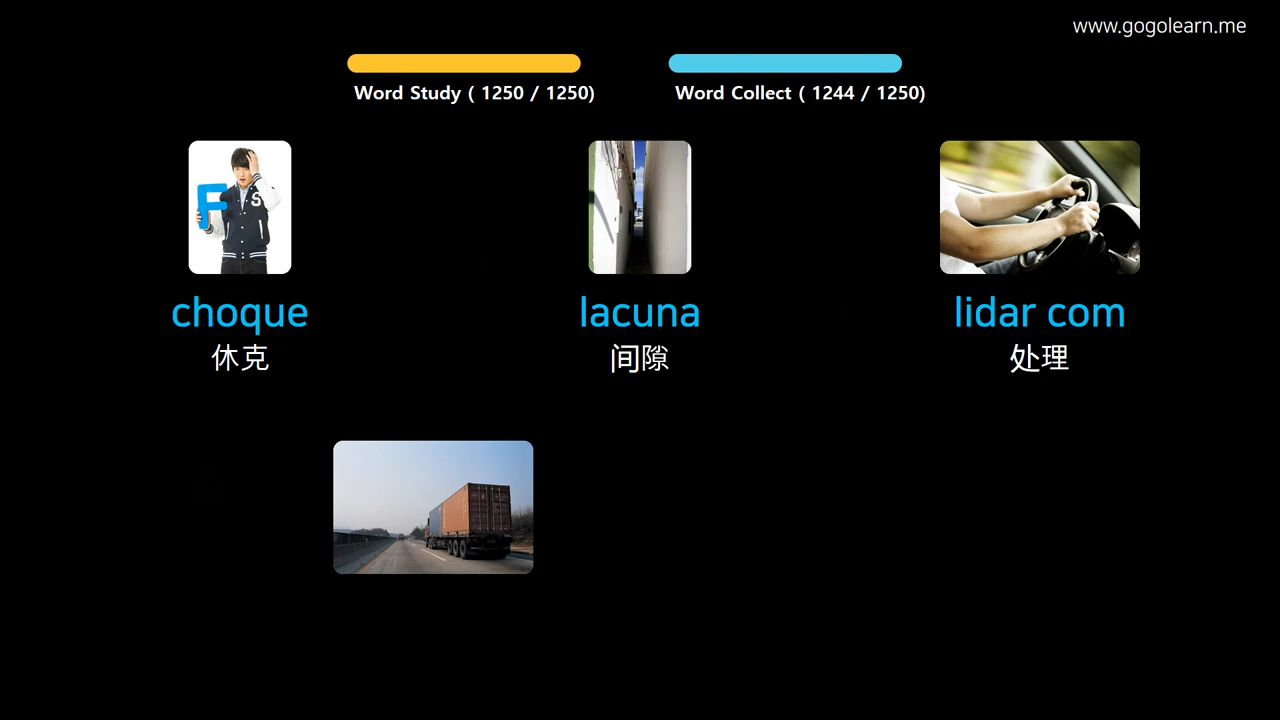 www.gogolearn.me
Word Study ( 1250 / 1250)
Word Collect ( 1244 / 1250)
F
S
choque
lacuna
lidar com
休克
间隙
处理